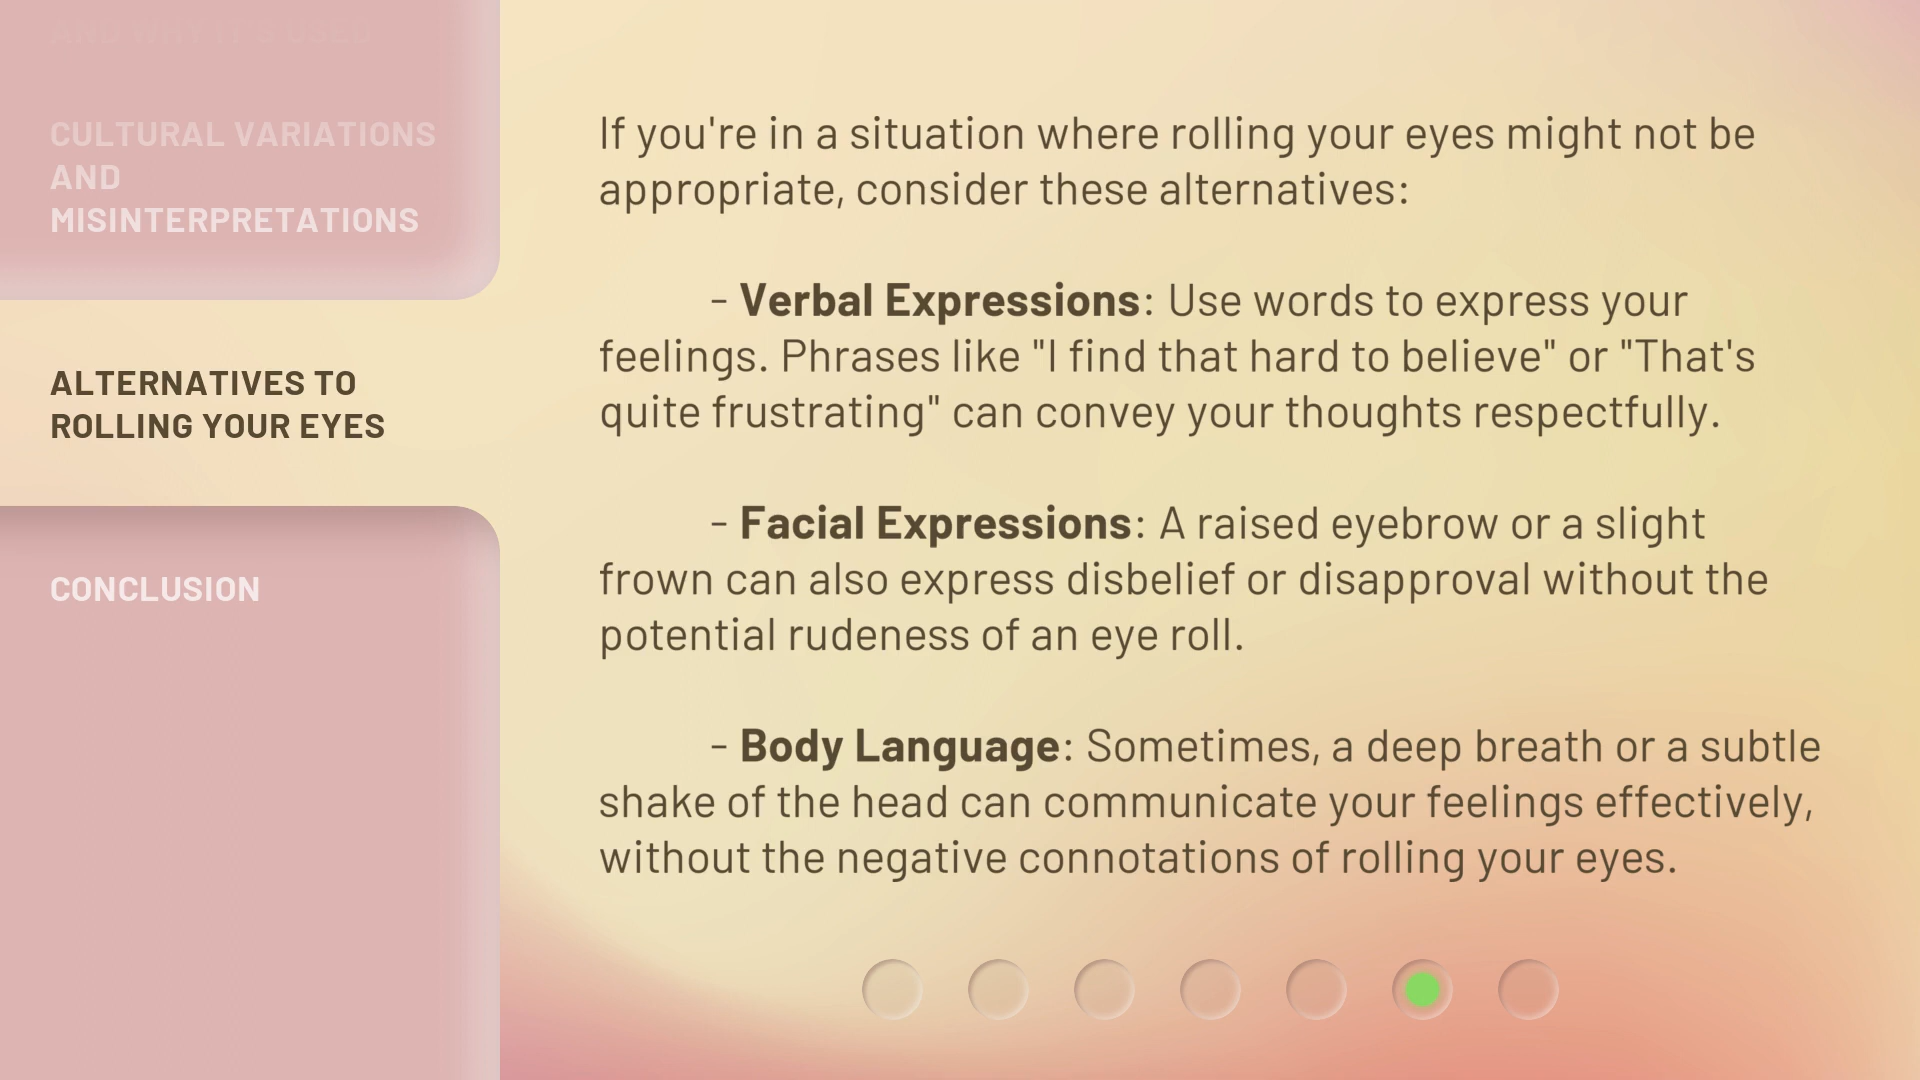 AND WHY IT'S USED
CULTURAL VARIATIONS
AND
MISINTERPRETATIONS
ALTERNATIVES TO
ROLLING YOUR EYES
CONCLUSION
If you're in a situation where rolling your eyes might not be
appropriate, consider these alternatives:
- Verbal Expressions: Use words to express your
feelings. Phrases like "I find that hard to believe" or "That's
quite frustrating" can convey your thoughts respectfully.
- Facial Expressions: A raised eyebrow or a slight
frown can also express disbelief or disapproval without the
potential rudeness of an eye roll.
- Body Language: Sometimes, a deep breath or a subtle
shake of the head can communicate your feelings effectively,
without the negative connotations of rolling your eyes.